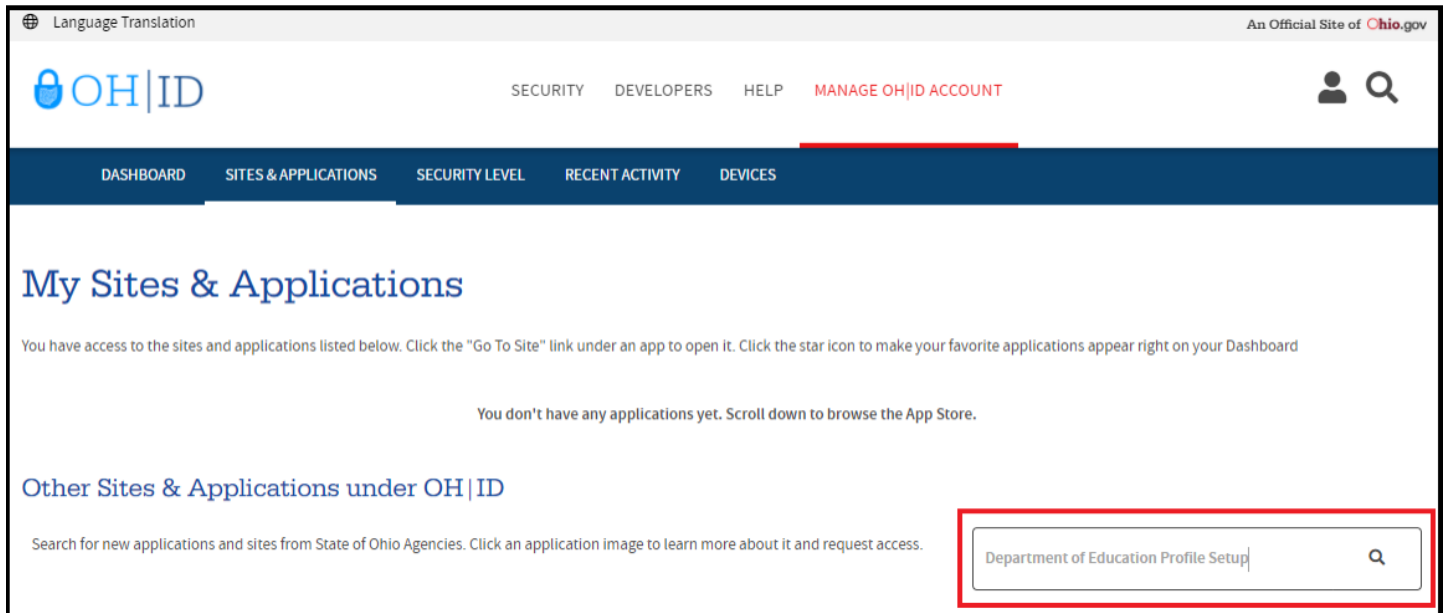 Language Translation
An Official Site of Ohio.gov
OH|ID
SECURITY DEVELOPERS HELP MANAGE OH|ID ACCOUNT
DASHBOARD SITES & APPLICATIONS SECURITY LEVEL RECENT ACTIVITY DEVICES
My Sites & Applications
You have access to the sites and applications listed below. Click the "Go To Site" link under an app to open it. Click the star icon to make your favorite applications appear right on your Dashboard
You don't have any applications yet. Scroll down to browse the App Store.
Other Sites & Applications under OH|ID
Search for new applications and sites from State of Ohio Agencies. Click an application image to learn more about it and request access.
Department of Education Profile Setup